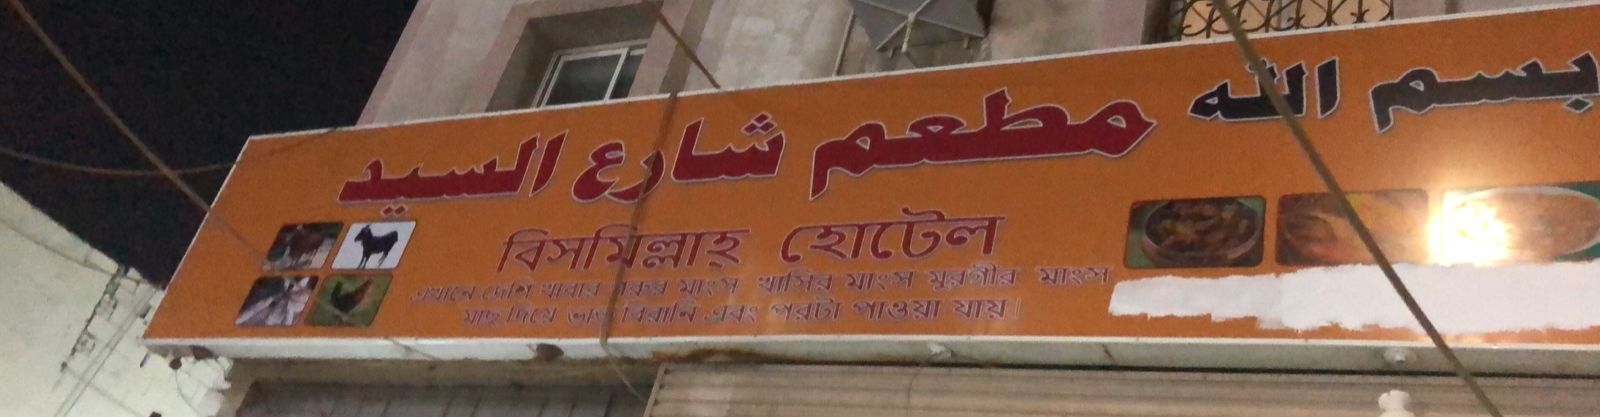 بسم الله مطعم شارع السيد
বিসমিল্লাহ্ হোটেল
এখানে দেশি খাবার গরুর মাংস খাসির মাংস মুরগীর মাংস
মাছ দিয়ে ভাত বিরানি এবং পরটা পাওয়া যায়।